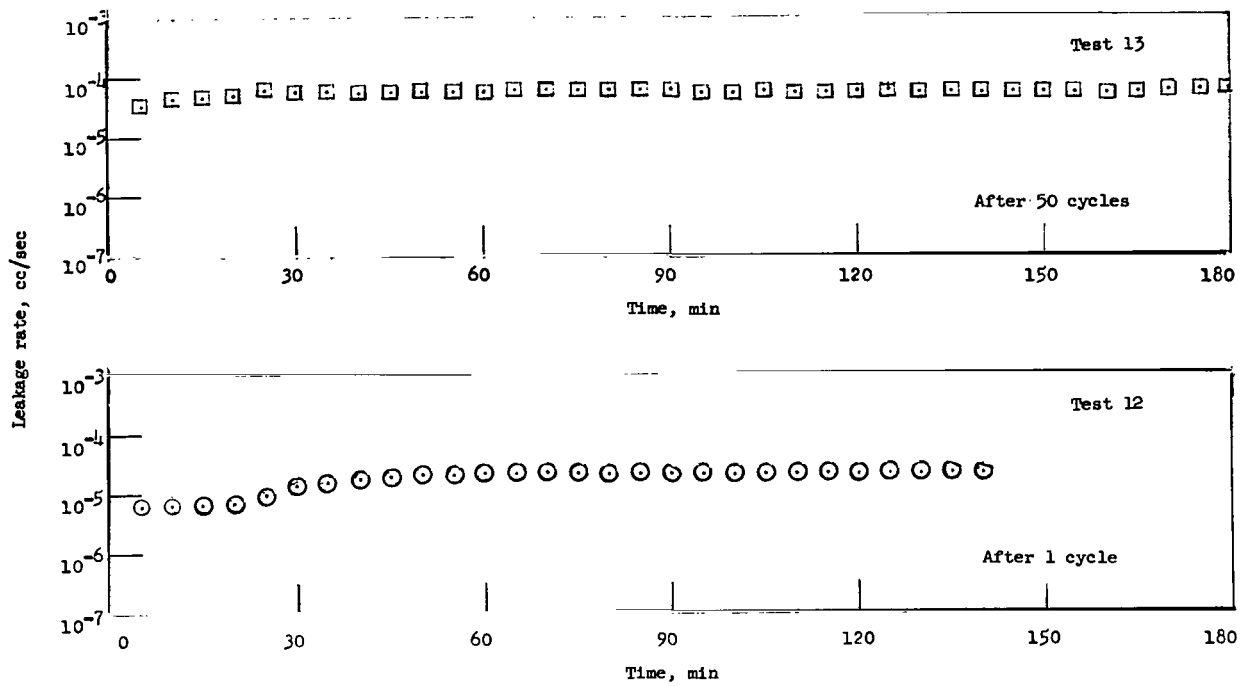 Leakage rate, cc/sec
10⁻³
Test 13
10⁻⁴
10⁻⁵
10⁻⁶
After 50 cycles
10⁻⁷
0 30 60 90 120 150 180
Time, min
10⁻³
Test 12
10⁻⁴
10⁻⁵
10⁻⁶
After 1 cycle
10⁻⁷
0 30 60 90 120 150 180
Time, min